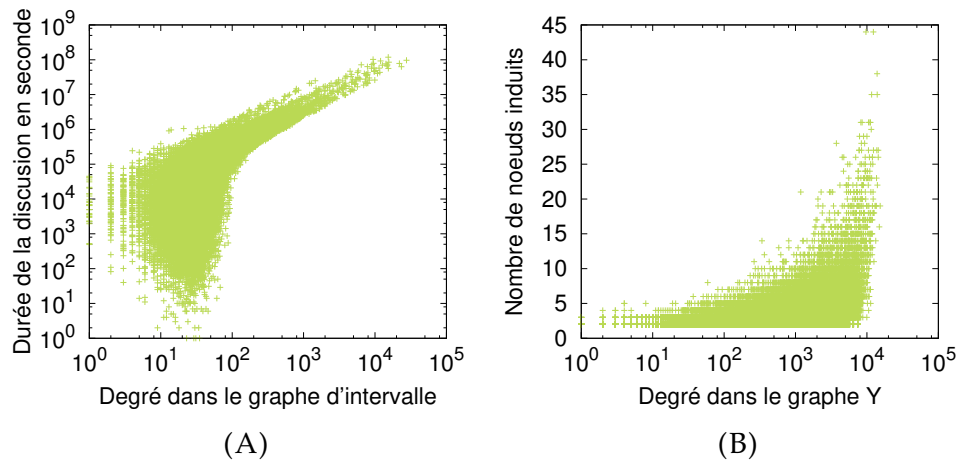 Durée de la discusion en seconde
10^9
10^8
10^7
10^6
10^5
10^4
10^3
10^2
10^1
10^0
10^0 10^1 10^2 10^3 10^4 10^5
Degré dans le graphe d'intervalle
(A)
Nombre de noeuds induits
45
40
35
30
25
20
15
10
5
0
10^0 10^1 10^2 10^3 10^4 10^5
Degré dans le graphe Y
(B)